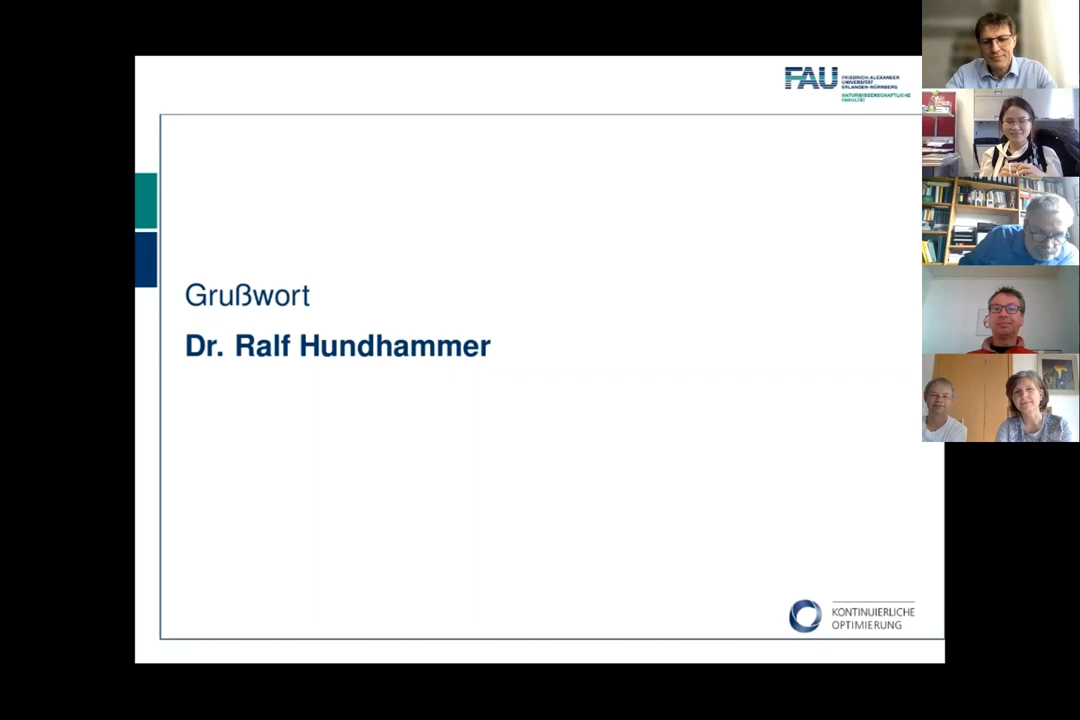 FAU
FRIEDRICH-ALEXANDER
UNIVERSITÄT
ERLANGEN-NÜRNBERG
NATURWISSENSCHAFTLICHE
FAKULTÄT
Grußwort
Dr. Ralf Hundhammer
KONTINUIERLICHE
OPTIMIERUNG